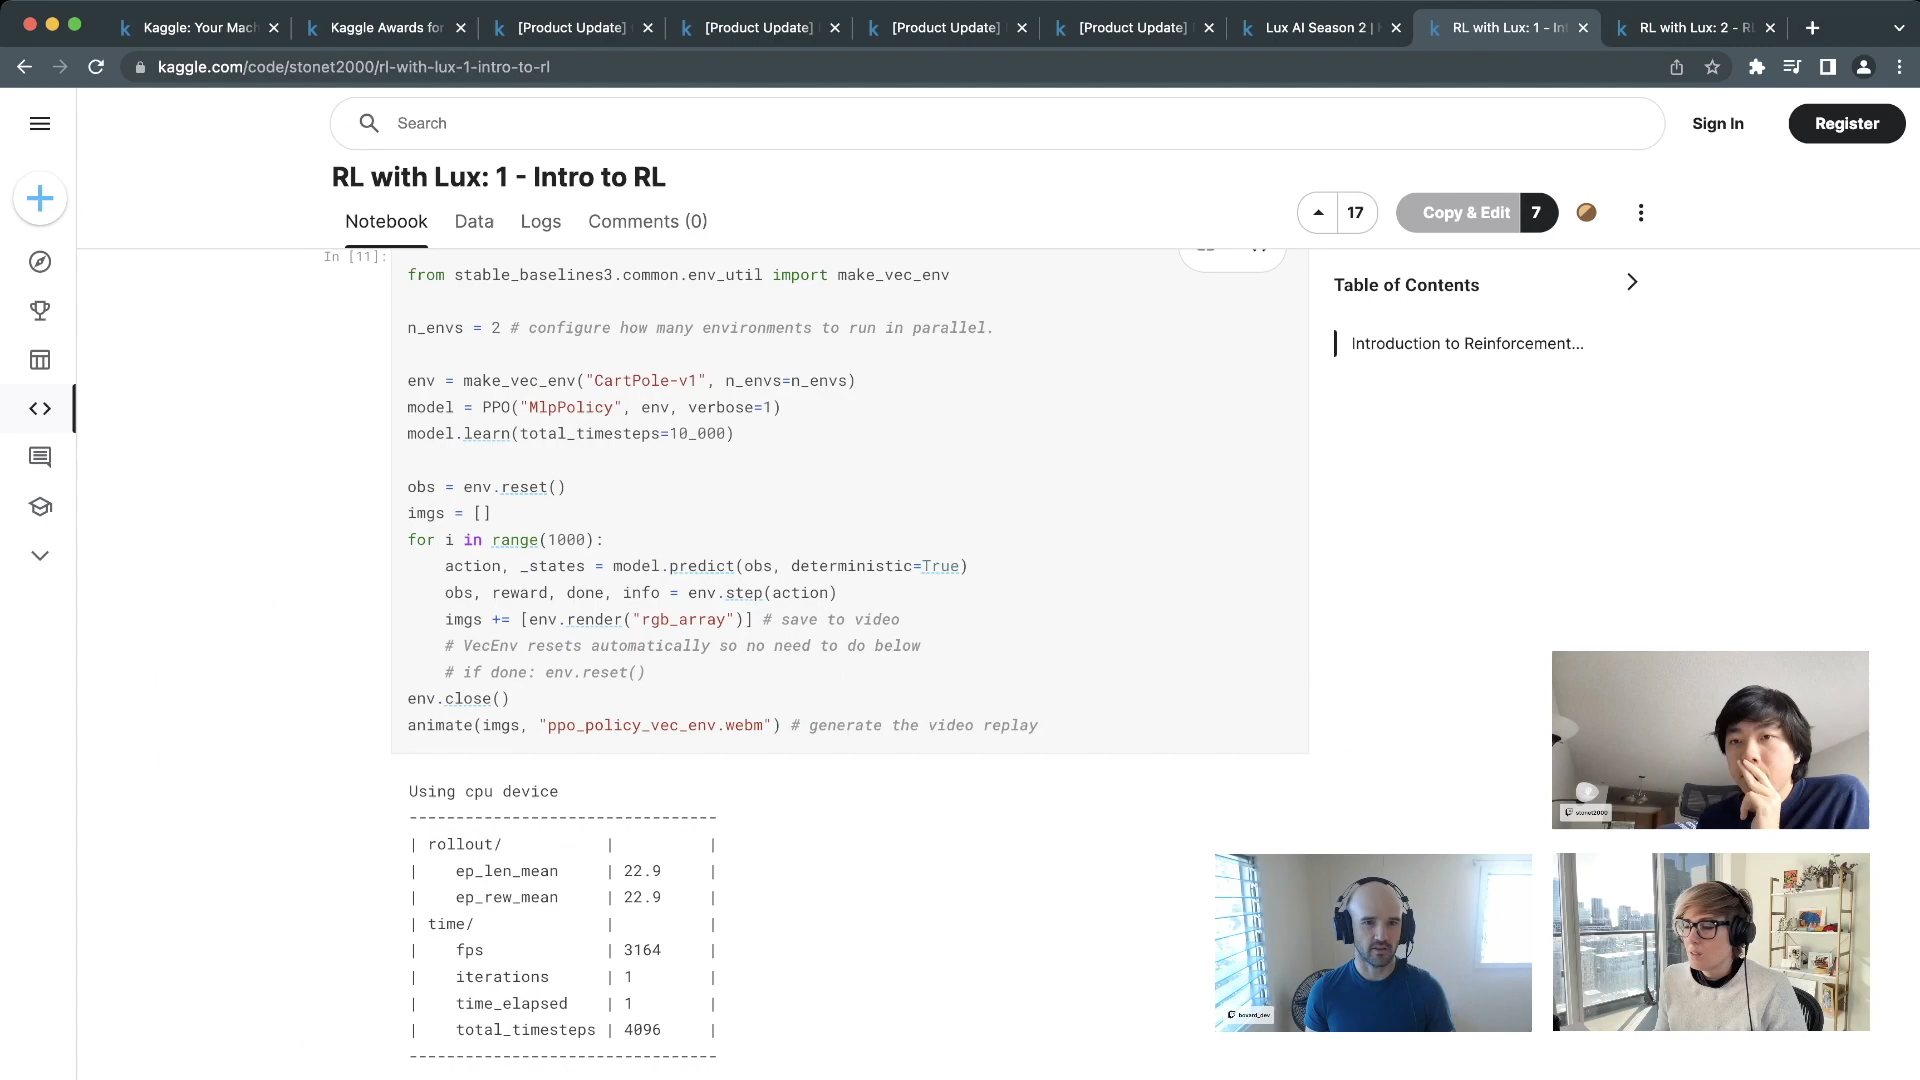 Kaggle: Your Mach
Kaggle Awards for
[Product Update]
[Product Update]
[Product Update]
[Product Update]
Lux AI Season 2 |
RL with Lux: 1 - Int
RL with Lux: 2 - RL
kaggle.com/code/stonet2000/rl-with-lux-1-intro-to-rl
Search
Sign In
Register
RL with Lux: 1 - Intro to RL
Notebook
Data
Logs
Comments (0)
17
Copy & Edit
7
In [11]:
from stable_baselines3.common.env_util import make_vec_env
n_envs = 2 # configure how many environments to run in parallel.
env = make_vec_env("CartPole-v1", n_envs=n_envs)
model = PPO("MlpPolicy", env, verbose=1)
model.learn(total_timesteps=10_000)
obs = env.reset()
imgs = []
for i in range(1000):
action, _states = model.predict(obs, deterministic=True)
obs, reward, done, info = env.step(action)
imgs += [env.render("rgb_array")] # save to video
# VecEnv resets automatically so no need to do below
# if done: env.reset()
env.close()
animate(imgs, "ppo_policy_vec_env.webm") # generate the video replay
Table of Contents
Introduction to Reinforcement...
Using cpu device
---------------------------------
| rollout/ | |
| ep_len_mean | 22.9 |
| ep_rew_mean | 22.9 |
| time/ | |
| fps | 3164 |
| iterations | 1 |
| time_elapsed | 1 |
| total_timesteps | 4096 |
---------------------------------
stonet2000
bovard_dev